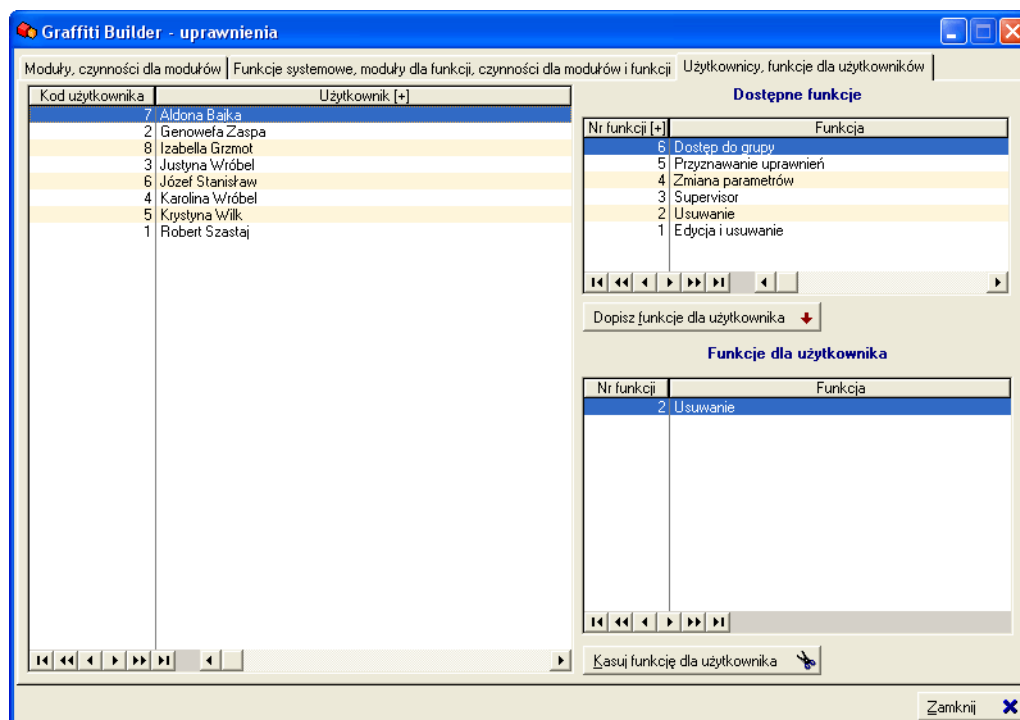 Graffiti Builder - uprawnienia
Moduły, czynności dla modułów
Funkcje systemowe, moduły dla funkcji, czynności dla modułów i funkcji
Użytkownicy, funkcje dla użytkowników
Kod użytkownika Użytkownik [+]
7 Aldona Bajka
2 Genowefa Zaspa
8 Izabella Grzmot
3 Justyna Wróbel
6 Józef Stanisław
4 Karolina Wróbel
5 Krystyna Wilk
1 Robert Szastaj
Dostępne funkcje
Nr funkcji [+] Funkcja
6 Dostęp do grupy
5 Przyznawanie uprawnień
4 Zmiana parametrów
3 Supervisor
2 Usuwanie
1 Edycja i usuwanie
Dopisz funkcje dla użytkownika
Funkcje dla użytkownika
Nr funkcji Funkcja
2 Usuwanie
Kasuj funkcję dla użytkownika
Zamknij